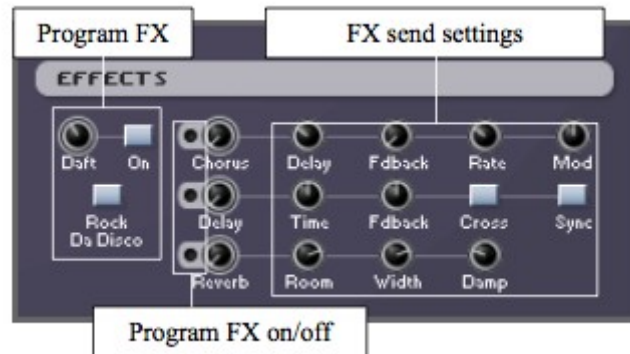 Program FX
FX send settings
EFFECTS
Daft On Chorus Delay Fdback Rate Mod
Rock
Da Disco
Delay Time Fdback Cross Sync
Reverb Room Width Damp
Program FX on/off